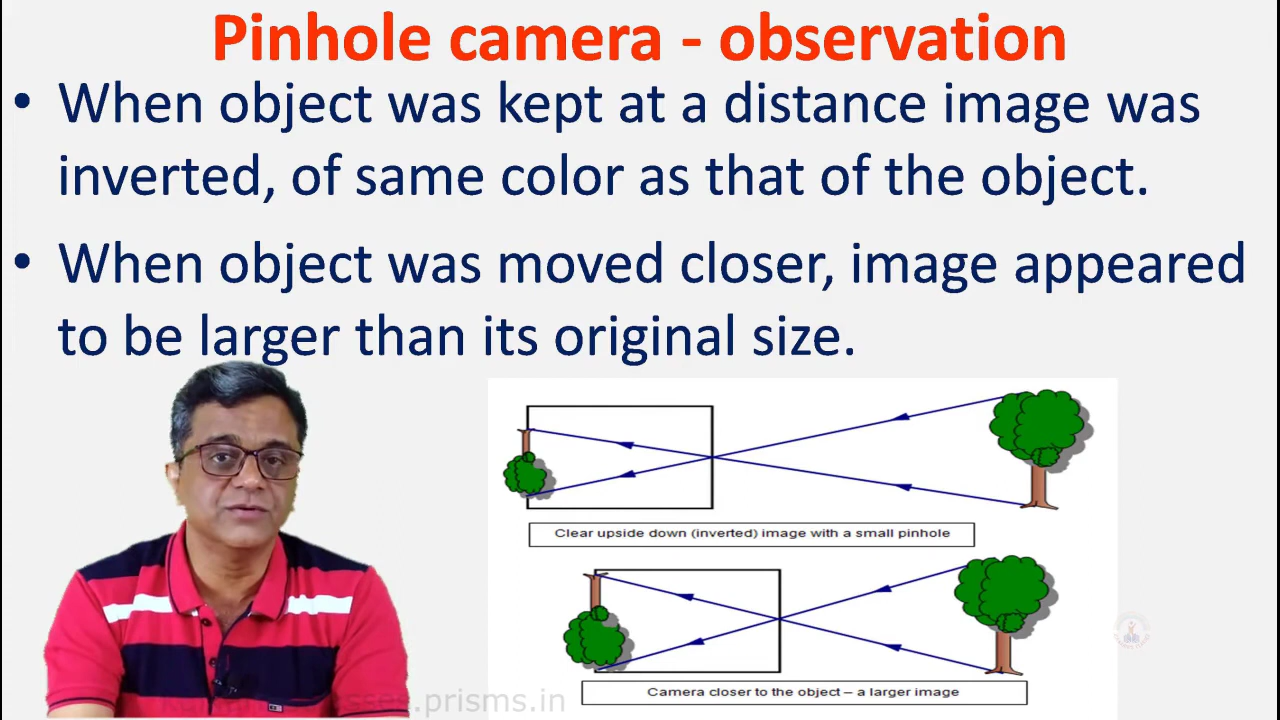 Pinhole camera - observation
• When object was kept at a distance image was
inverted, of same color as that of the object.
• When object was moved closer, image appeared
to be larger than its original size.
Clear upside down (inverted) image with a small pinhole
Camera closer to the object – a larger image
prisms.in